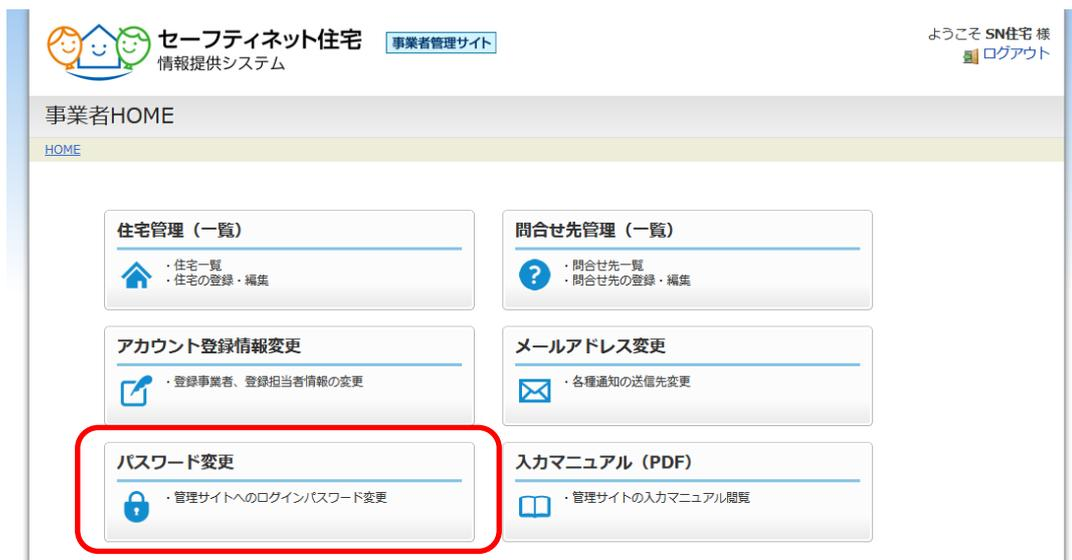 セーフティネット住宅
情報提供システム
事業者管理サイト
ようこそ SN住宅 様
ログアウト
事業者HOME
HOME
住宅管理（一覧）
・住宅一覧
・住宅の登録・編集
問合せ先管理（一覧）
・問合せ先一覧
・問合せ先の登録・編集
アカウント登録情報変更
・登録事業者、登録担当者情報の変更
メールアドレス変更
・各種通知の送信先変更
パスワード変更
・管理サイトへのログインパスワード変更
入力マニュアル（PDF）
・管理サイトの入力マニュアル閲覧